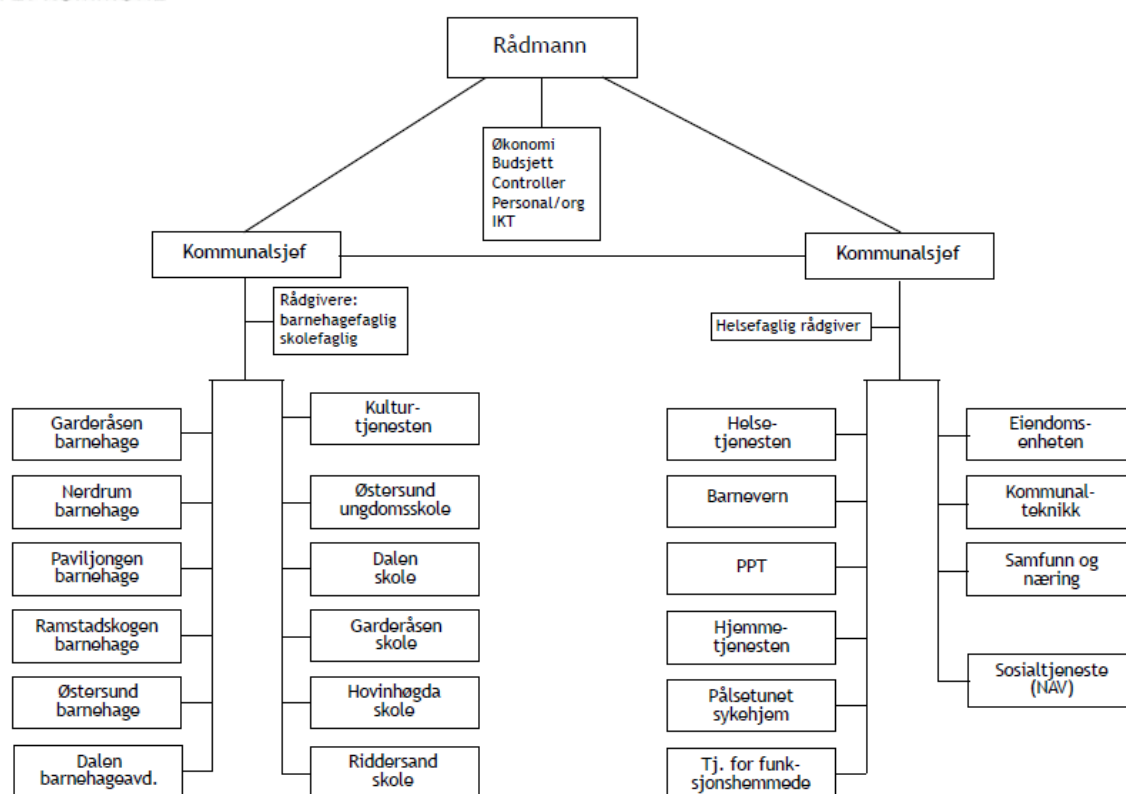 Rådmann
Økonomi
Budsjett
Controller
Personal/org
IKT
Kommunalsjef
Kommunalsjef
Rådgivere:
barnehagefaglig
skolefaglig
Helsefaglig rådgiver
Garderåsen
barnehage
Nerdrum
barnehage
Paviljongen
barnehage
Ramstadskogen
barnehage
Østersund
barnehage
Dalen
barnehageavd.
Kultur-
tjenesten
Østersund
ungdomsskole
Dalen
skole
Garderåsen
skole
Hovinhøgda
skole
Riddersand
skole
Helse-
tjenesten
Barnevern
PPT
Hjemme-
tjenesten
Pålsetunet
sykehjem
Tj. for funk-
sjonshemmede
Eiendoms-
enheten
Kommunal-
teknikk
Samfunn og
næring
Sosialtjeneste
(NAV)